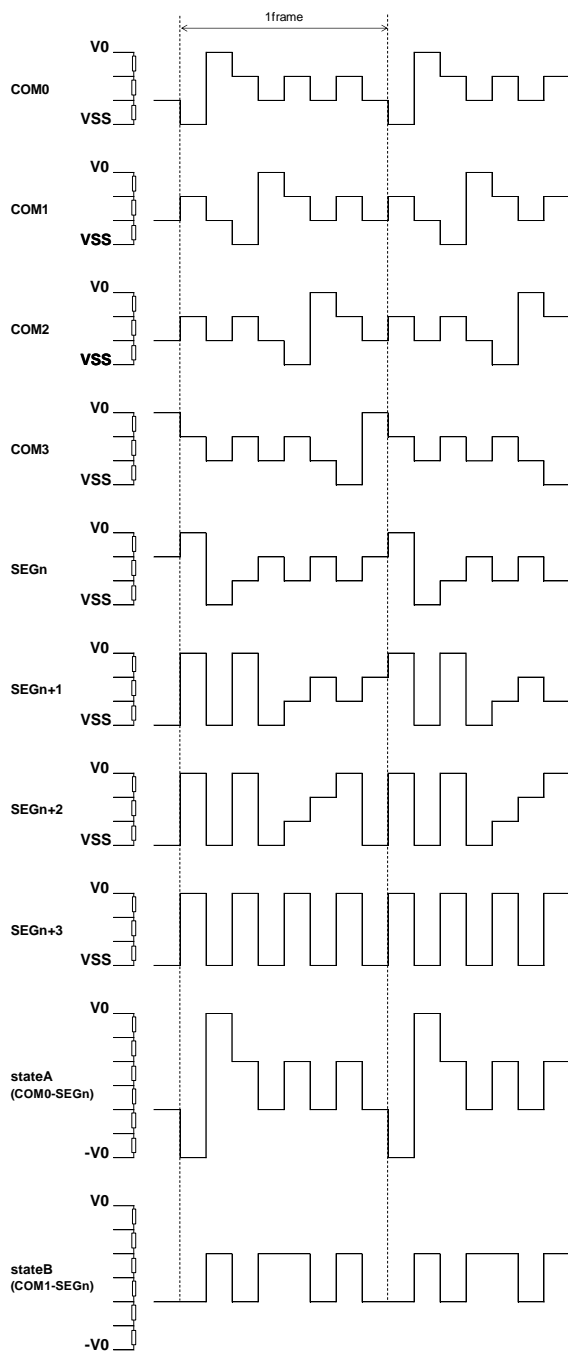 1frame
V0
COM0
VSS
V0
COM1
VSS
V0
COM2
VSS
V0
COM3
VSS
V0
SEGn
VSS
V0
SEGn+1
VSS
V0
SEGn+2
VSS
V0
SEGn+3
VSS
V0
stateA
(COM0-SEGn)
-V0
V0
stateB
(COM1-SEGn)
-V0